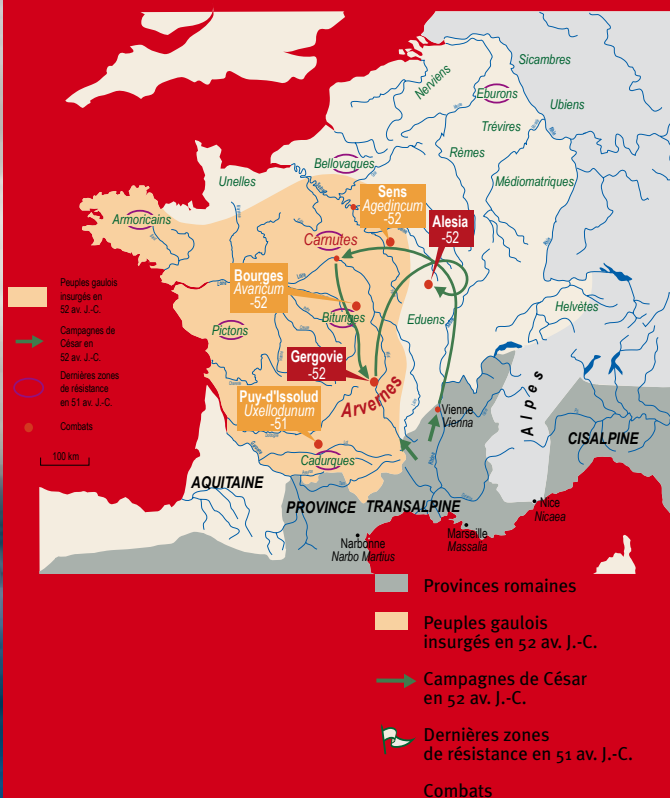 Sicambres
Nerviens
Eburons
Ubiens
Trévires
Rèmes
Bellovaques
Médiomatriques
Unelles
Sens
Agedincum
-52
Alesia
-52
Armoricains
Carnutes
Bourges
Avaricum
-52
Bituriges
Eduens
Helvètes
Pictons
Gergovie
-52
Arvernes
Puy-d'Issolud
Uxellodunum
-51
Vienne
Vienna
Alpes
CISALPINE
Cadurques
AQUITAINE
PROVINCE TRANSALPINE
Nice
Nicaea
Marseille
Massalia
Narbonne
Narbo Martius
Peuples gaulois
insurgés en
52 av. J.-C.
Campagnes de
César en
52 av. J.-C.
Dernières zones
de résistance
en 51 av. J.-C.
Combats
100 km
Provinces romaines
Peuples gaulois
insurgés en 52 av. J.-C.
Campagnes de César
en 52 av. J.-C.
Dernières zones
de résistance en 51 av. J.-C.
Combats